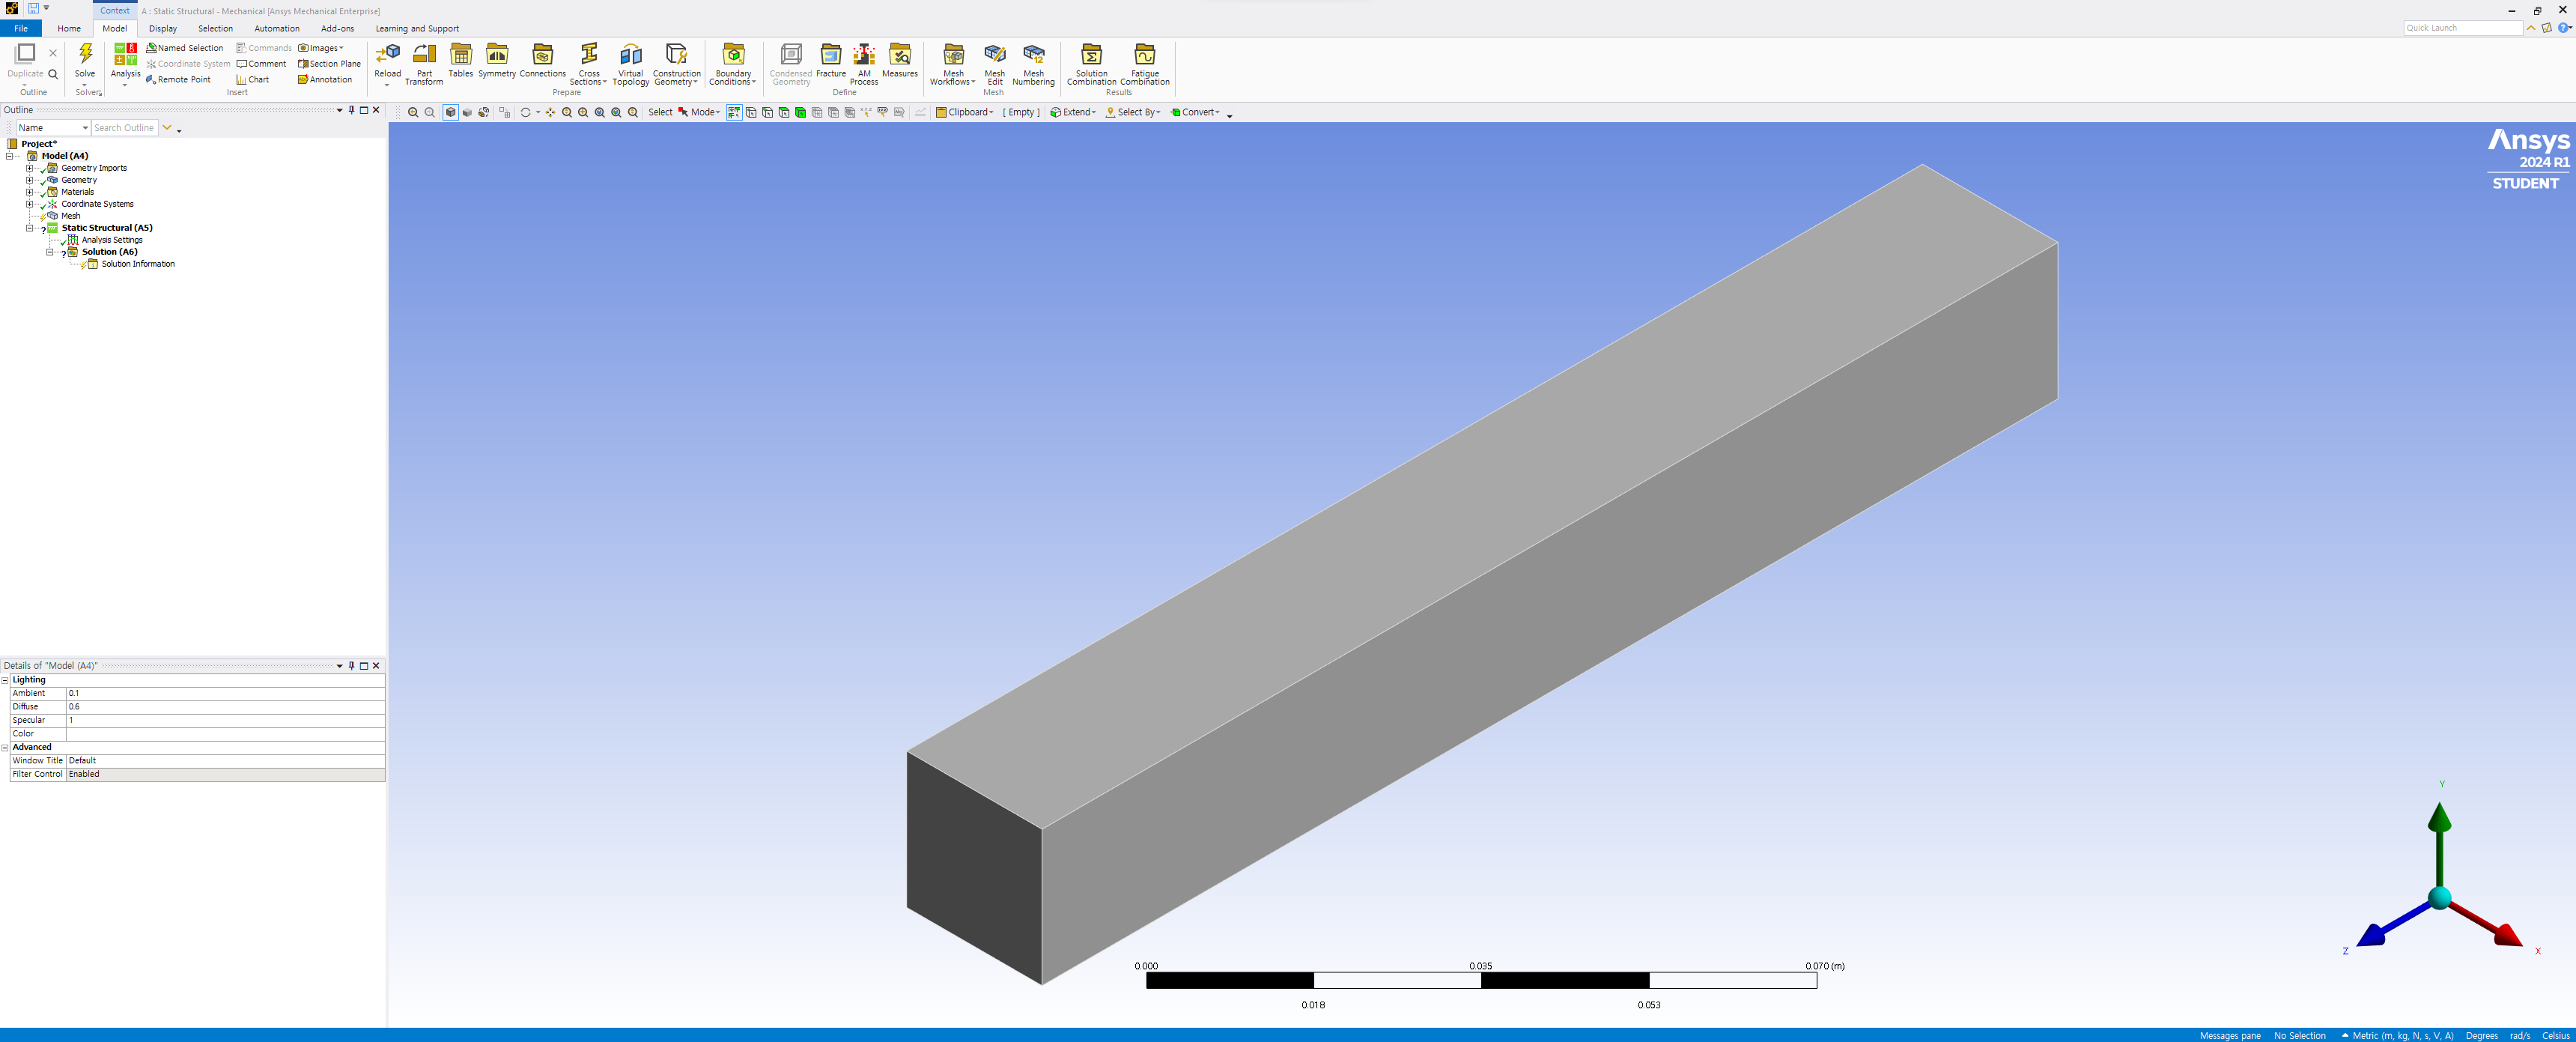 Context
A : Static Structural - Mechanical [Ansys Mechanical Enterprise]
File Home Model Display Selection Automation Add-ons Learning and Support
Quick Launch
Duplicate
Outline
Solve
Solver
Analysis
Named Selection
Coordinate System
Remote Point
Commands
Comment
Chart
Images
Section Plane
Annotation
Insert
Reload
Part
Transform
Tables
Symmetry
Connections
Cross
Sections
Virtual
Topology
Construction
Geometry
Prepare
Boundary
Conditions
Condensed
Geometry
Fracture
AM
Process
Measures
Define
Mesh
Workflows
Mesh
Edit
Mesh
Numbering
Mesh
Solution
Combination
Fatigue
Combination
Results
Outline
Name
Search Outline
Select Mode Clipboard [ Empty ] Extend Select By Convert
Project*
Model (A4)
Geometry Imports
Geometry
Materials
Coordinate Systems
Mesh
Static Structural (A5)
Analysis Settings
Solution (A6)
Solution Information
Ansys
2024 R1
STUDENT
Details of "Model (A4)"
Lighting
Ambient 0.1
Diffuse 0.6
Specular 1
Color
Advanced
Window Title Default
Filter Control Enabled
Y
Z
X
0.000 0.035 0.070 (m)
0.018 0.053
Messages pane No Selection Metric (m, kg, N, s, V, A) Degrees rad/s Celsius